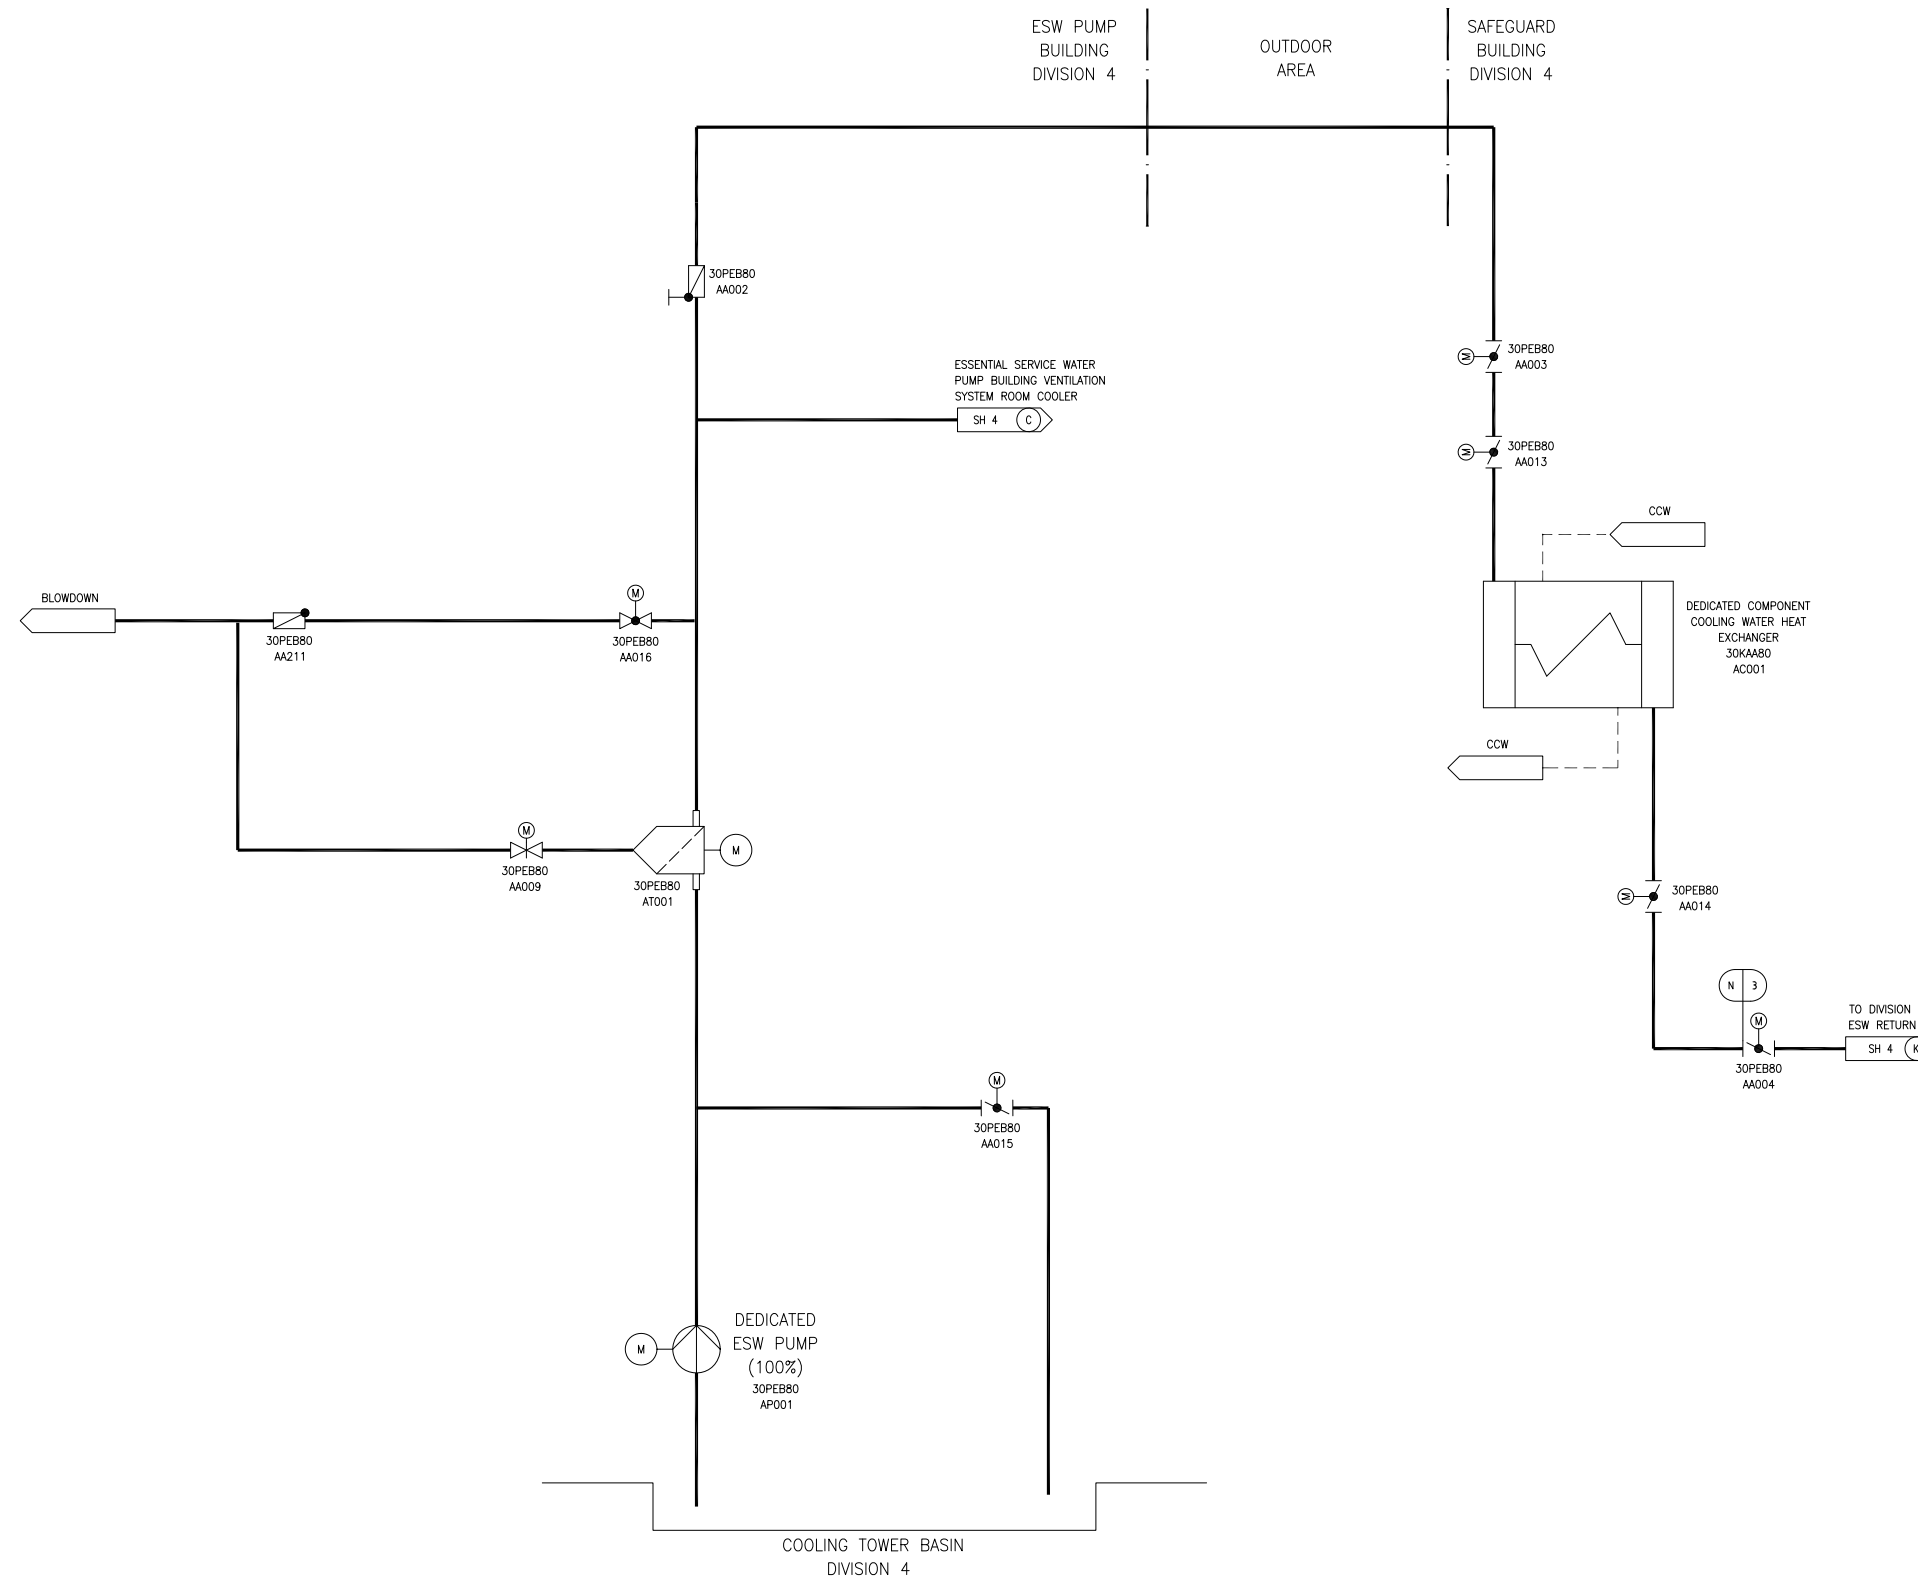 ESW PUMP
BUILDING
DIVISION 4
OUTDOOR
AREA
SAFEGUARD
BUILDING
DIVISION 4
30PEB80
AA002
ESSENTIAL SERVICE WATER
PUMP BUILDING VENTILATION
SYSTEM ROOM COOLER
SH 4 C
M
30PEB80
AA003
M
30PEB80
AA013
CCW
BLOWDOWN
30PEB80
AA211
M
30PEB80
AA016
DEDICATED COMPONENT
COOLING WATER HEAT
EXCHANGER
30KAA80
AC001
CCW
M
30PEB80
AA009
30PEB80
AT001
M
M
30PEB80
AA014
N 3
M
30PEB80
AA004
TO DIVISION
ESW RETURN
SH 4 K
M
30PEB80
AA015
M
DEDICATED
ESW PUMP
(100%)
30PEB80
AP001
COOLING TOWER BASIN
DIVISION 4